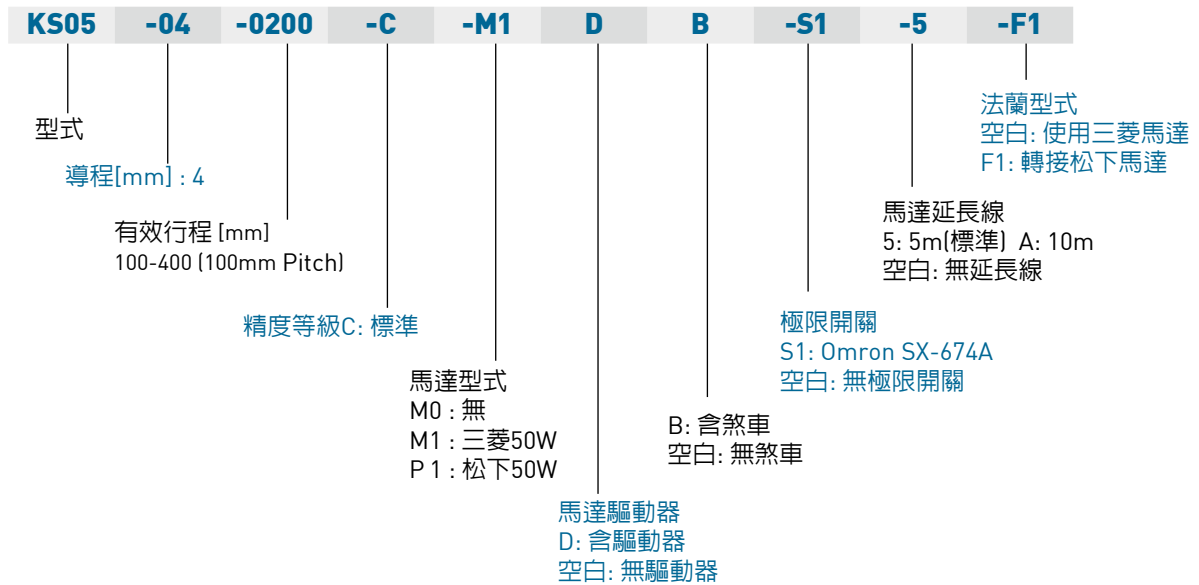 KS05 -04 -0200 -C -M1 D B -S1 -5 -F1
型式
導程[mm] : 4
有效行程 [mm]
100-400 (100mm Pitch)
精度等級C: 標準
馬達型式
M0 : 無
M1 : 三菱50W
P 1 : 松下50W
馬達驅動器
D: 含驅動器
空白: 無驅動器
B: 含煞車
空白: 無煞車
極限開關
S1: Omron SX-674A
空白: 無極限開關
馬達延長線
5: 5m(標準) A: 10m
空白: 無延長線
法蘭型式
空白: 使用三菱馬達
F1: 轉接松下馬達